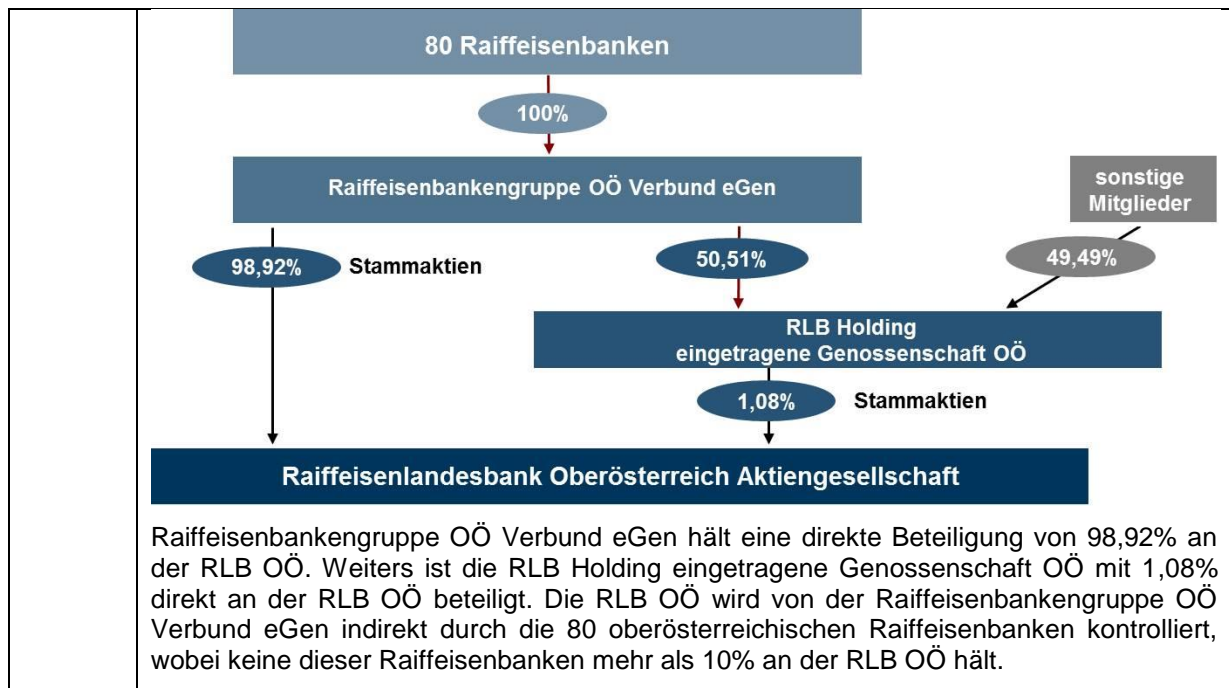 80 Raiffeisenbanken
100%
Raiffeisenbankengruppe OÖ Verbund eGen
sonstige
Mitglieder
98,92%
Stammaktien
50,51%
49,49%
RLB Holding
eingetragene Genossenschaft OÖ
1,08%
Stammaktien
Raiffeisenlandesbank Oberösterreich Aktiengesellschaft
Raiffeisenbankengruppe OÖ Verbund eGen hält eine direkte Beteiligung von 98,92% an
der RLB OÖ. Weiters ist die RLB Holding eingetragene Genossenschaft OÖ mit 1,08%
direkt an der RLB OÖ beteiligt. Die RLB OÖ wird von der Raiffeisenbankengruppe OÖ
Verbund eGen indirekt durch die 80 oberösterreichischen Raiffeisenbanken kontrolliert,
wobei keine dieser Raiffeisenbanken mehr als 10% an der RLB OÖ hält.